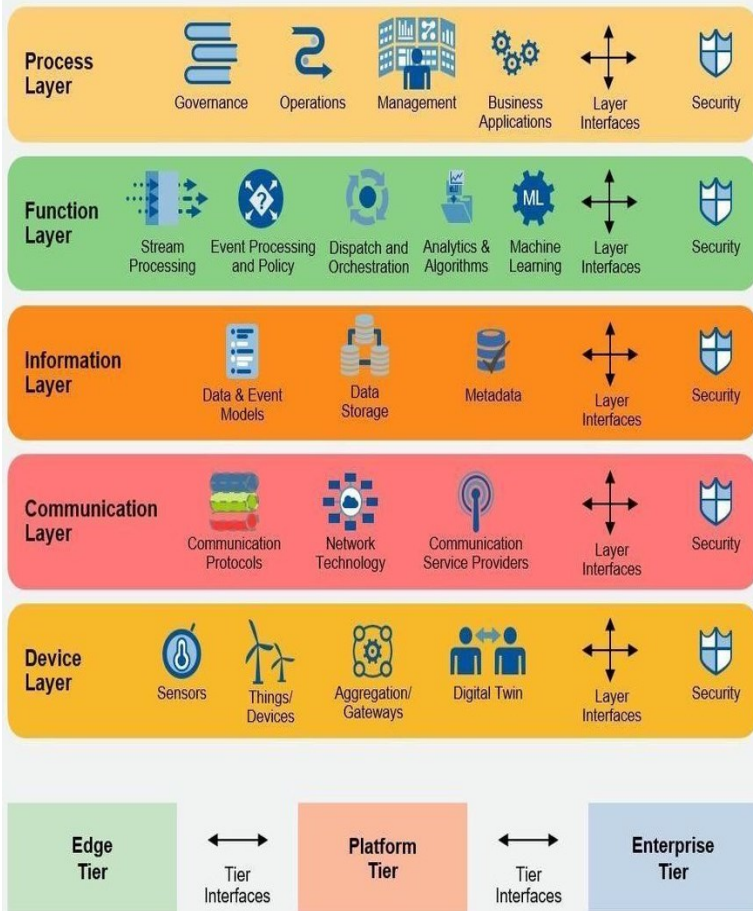 Process
Layer
Governance
Operations
Management
Business
Applications
Layer
Interfaces
Security
Function
Layer
Stream
Processing
?
Event Processing
and Policy
Dispatch and
Orchestration
Analytics &
Algorithms
ML
Machine
Learning
Layer
Interfaces
Security
Information
Layer
Data & Event
Models
Data
Storage
Metadata
Layer
Interfaces
Security
Communication
Layer
Communication
Protocols
Network
Technology
Communication
Service Providers
Layer
Interfaces
Security
Device
Layer
Sensors
Things/
Devices
Aggregation/
Gateways
Digital Twin
Layer
Interfaces
Security
Edge
Tier
Tier
Interfaces
Platform
Tier
Tier
Interfaces
Enterprise
Tier